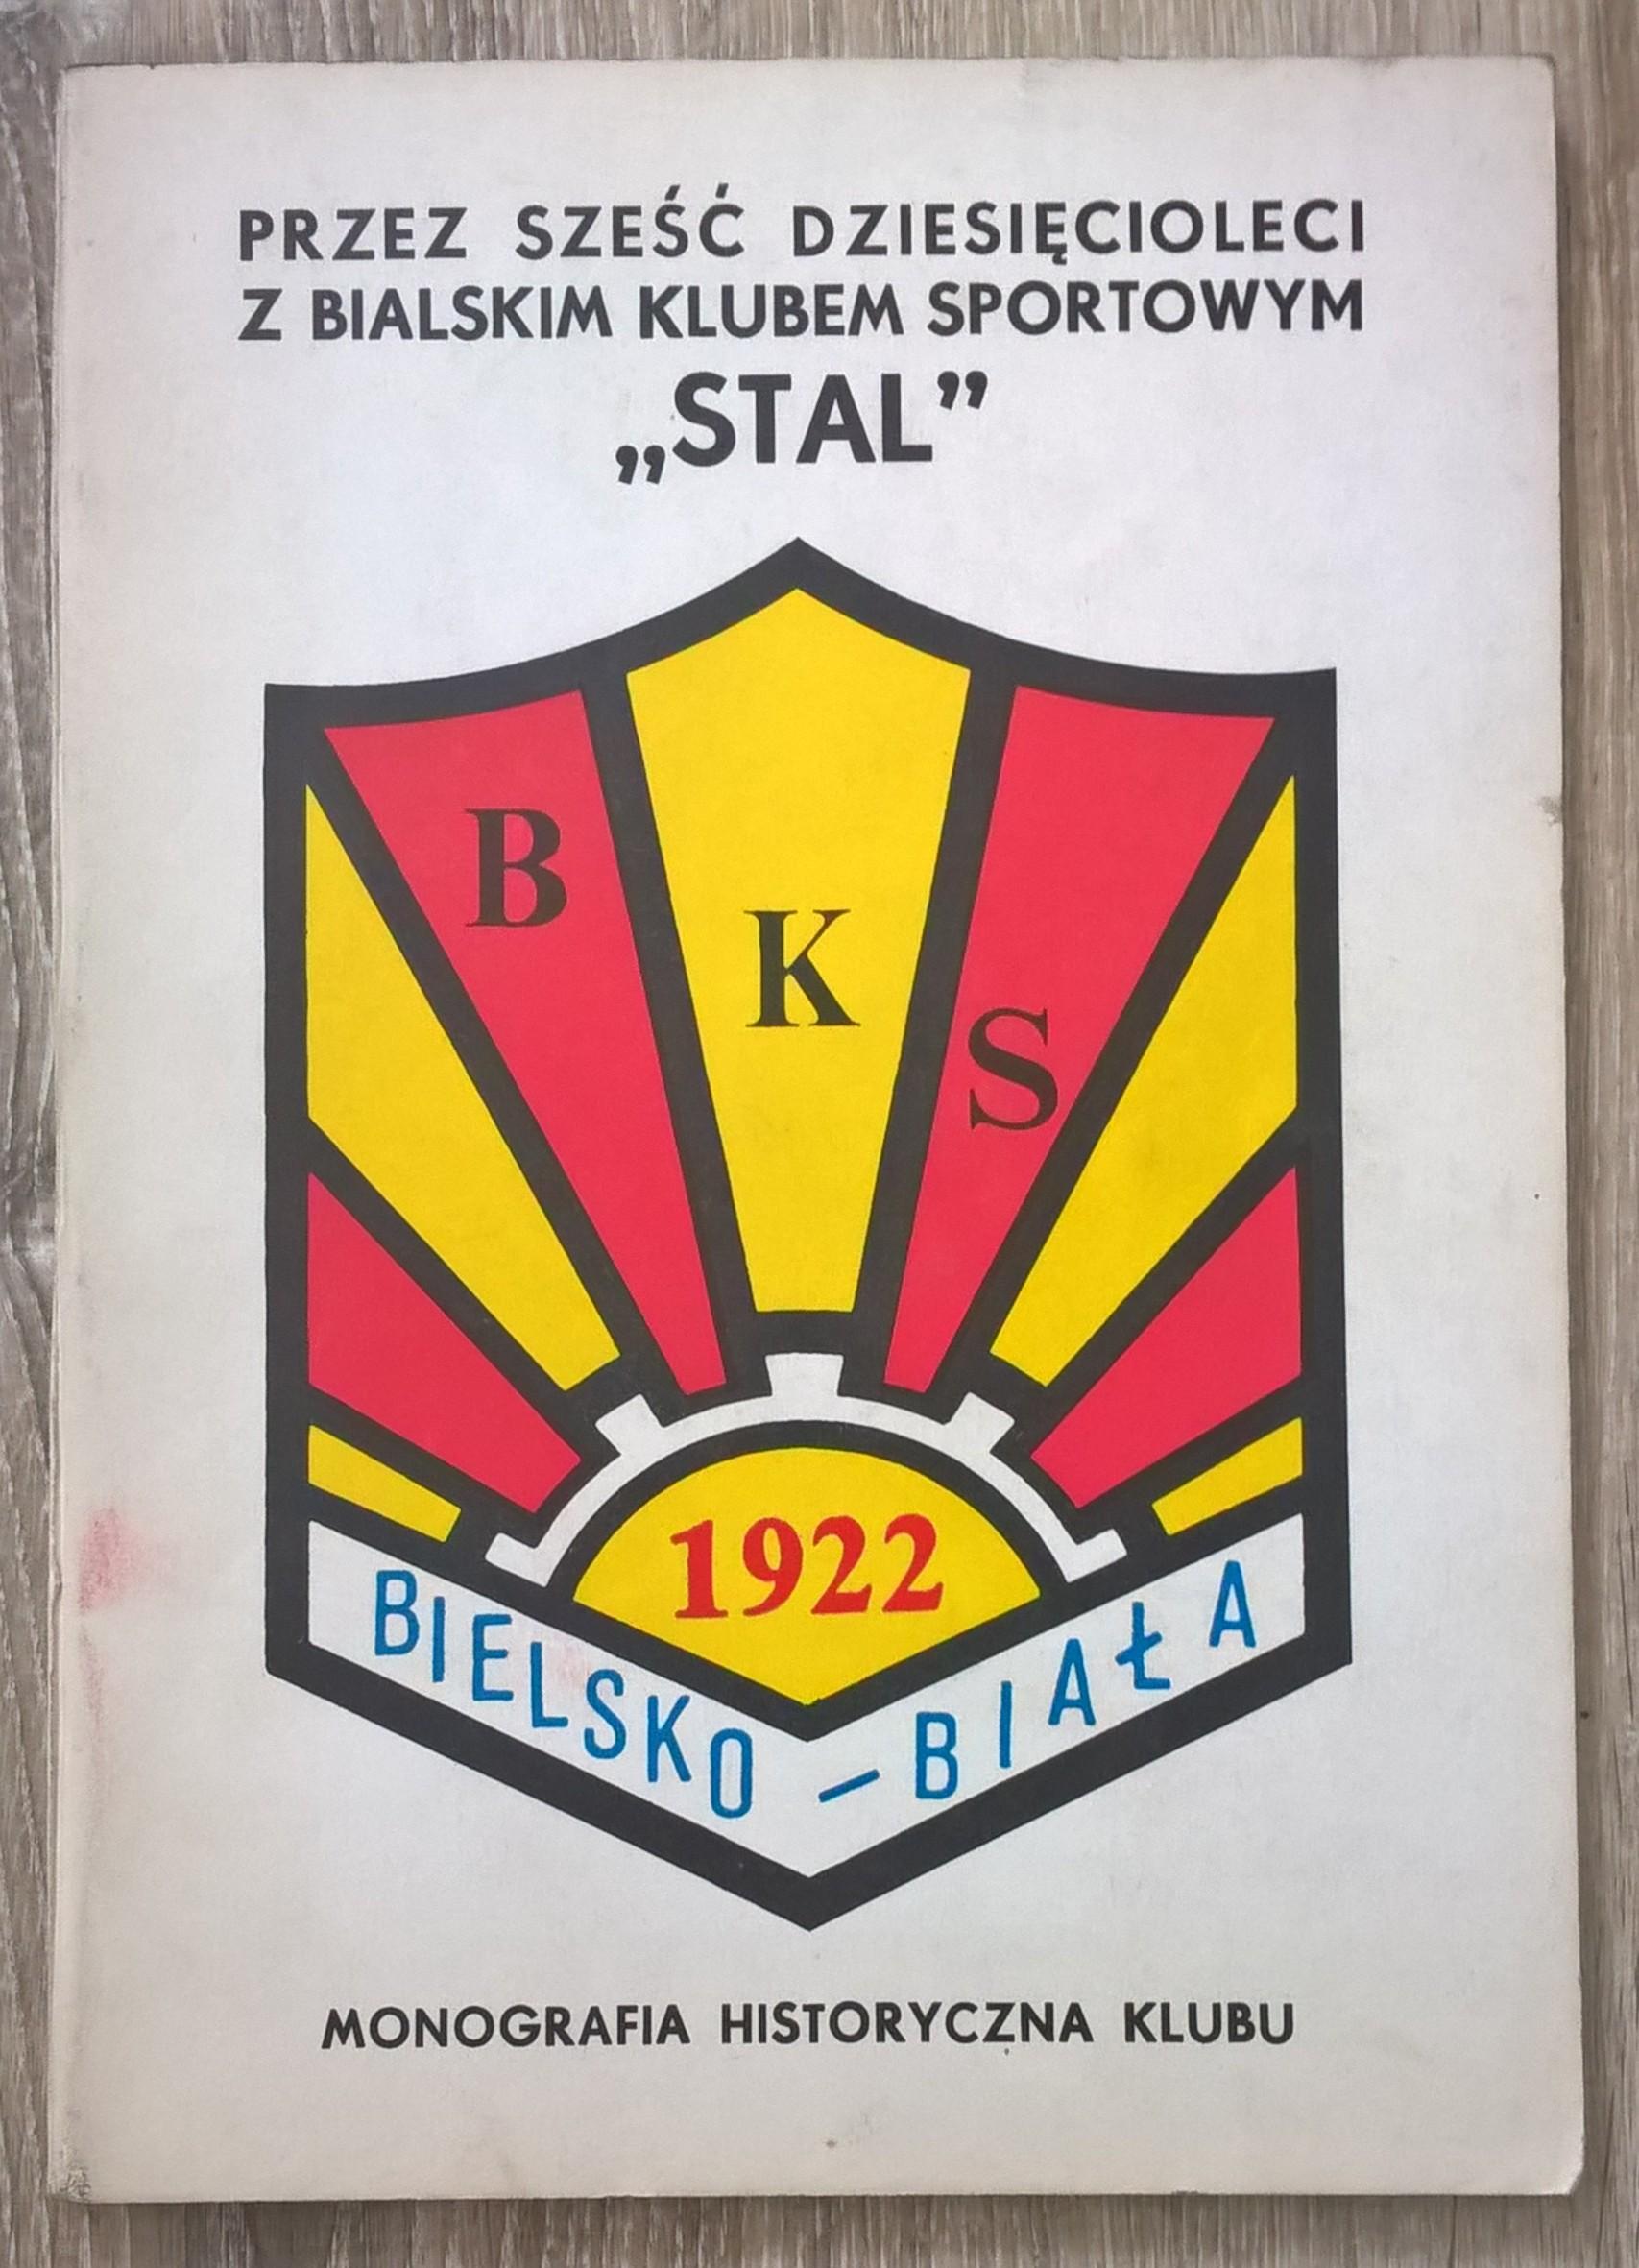 PRZEZ SZEŚĆ DZIESIĘCIOLECI
Z BIALSKIM KLUBEM SPORTOWYM
„STAL”
B
K
S
1922
BIELSKO – BIAŁA
MONOGRAFIA HISTORYCZNA KLUBU